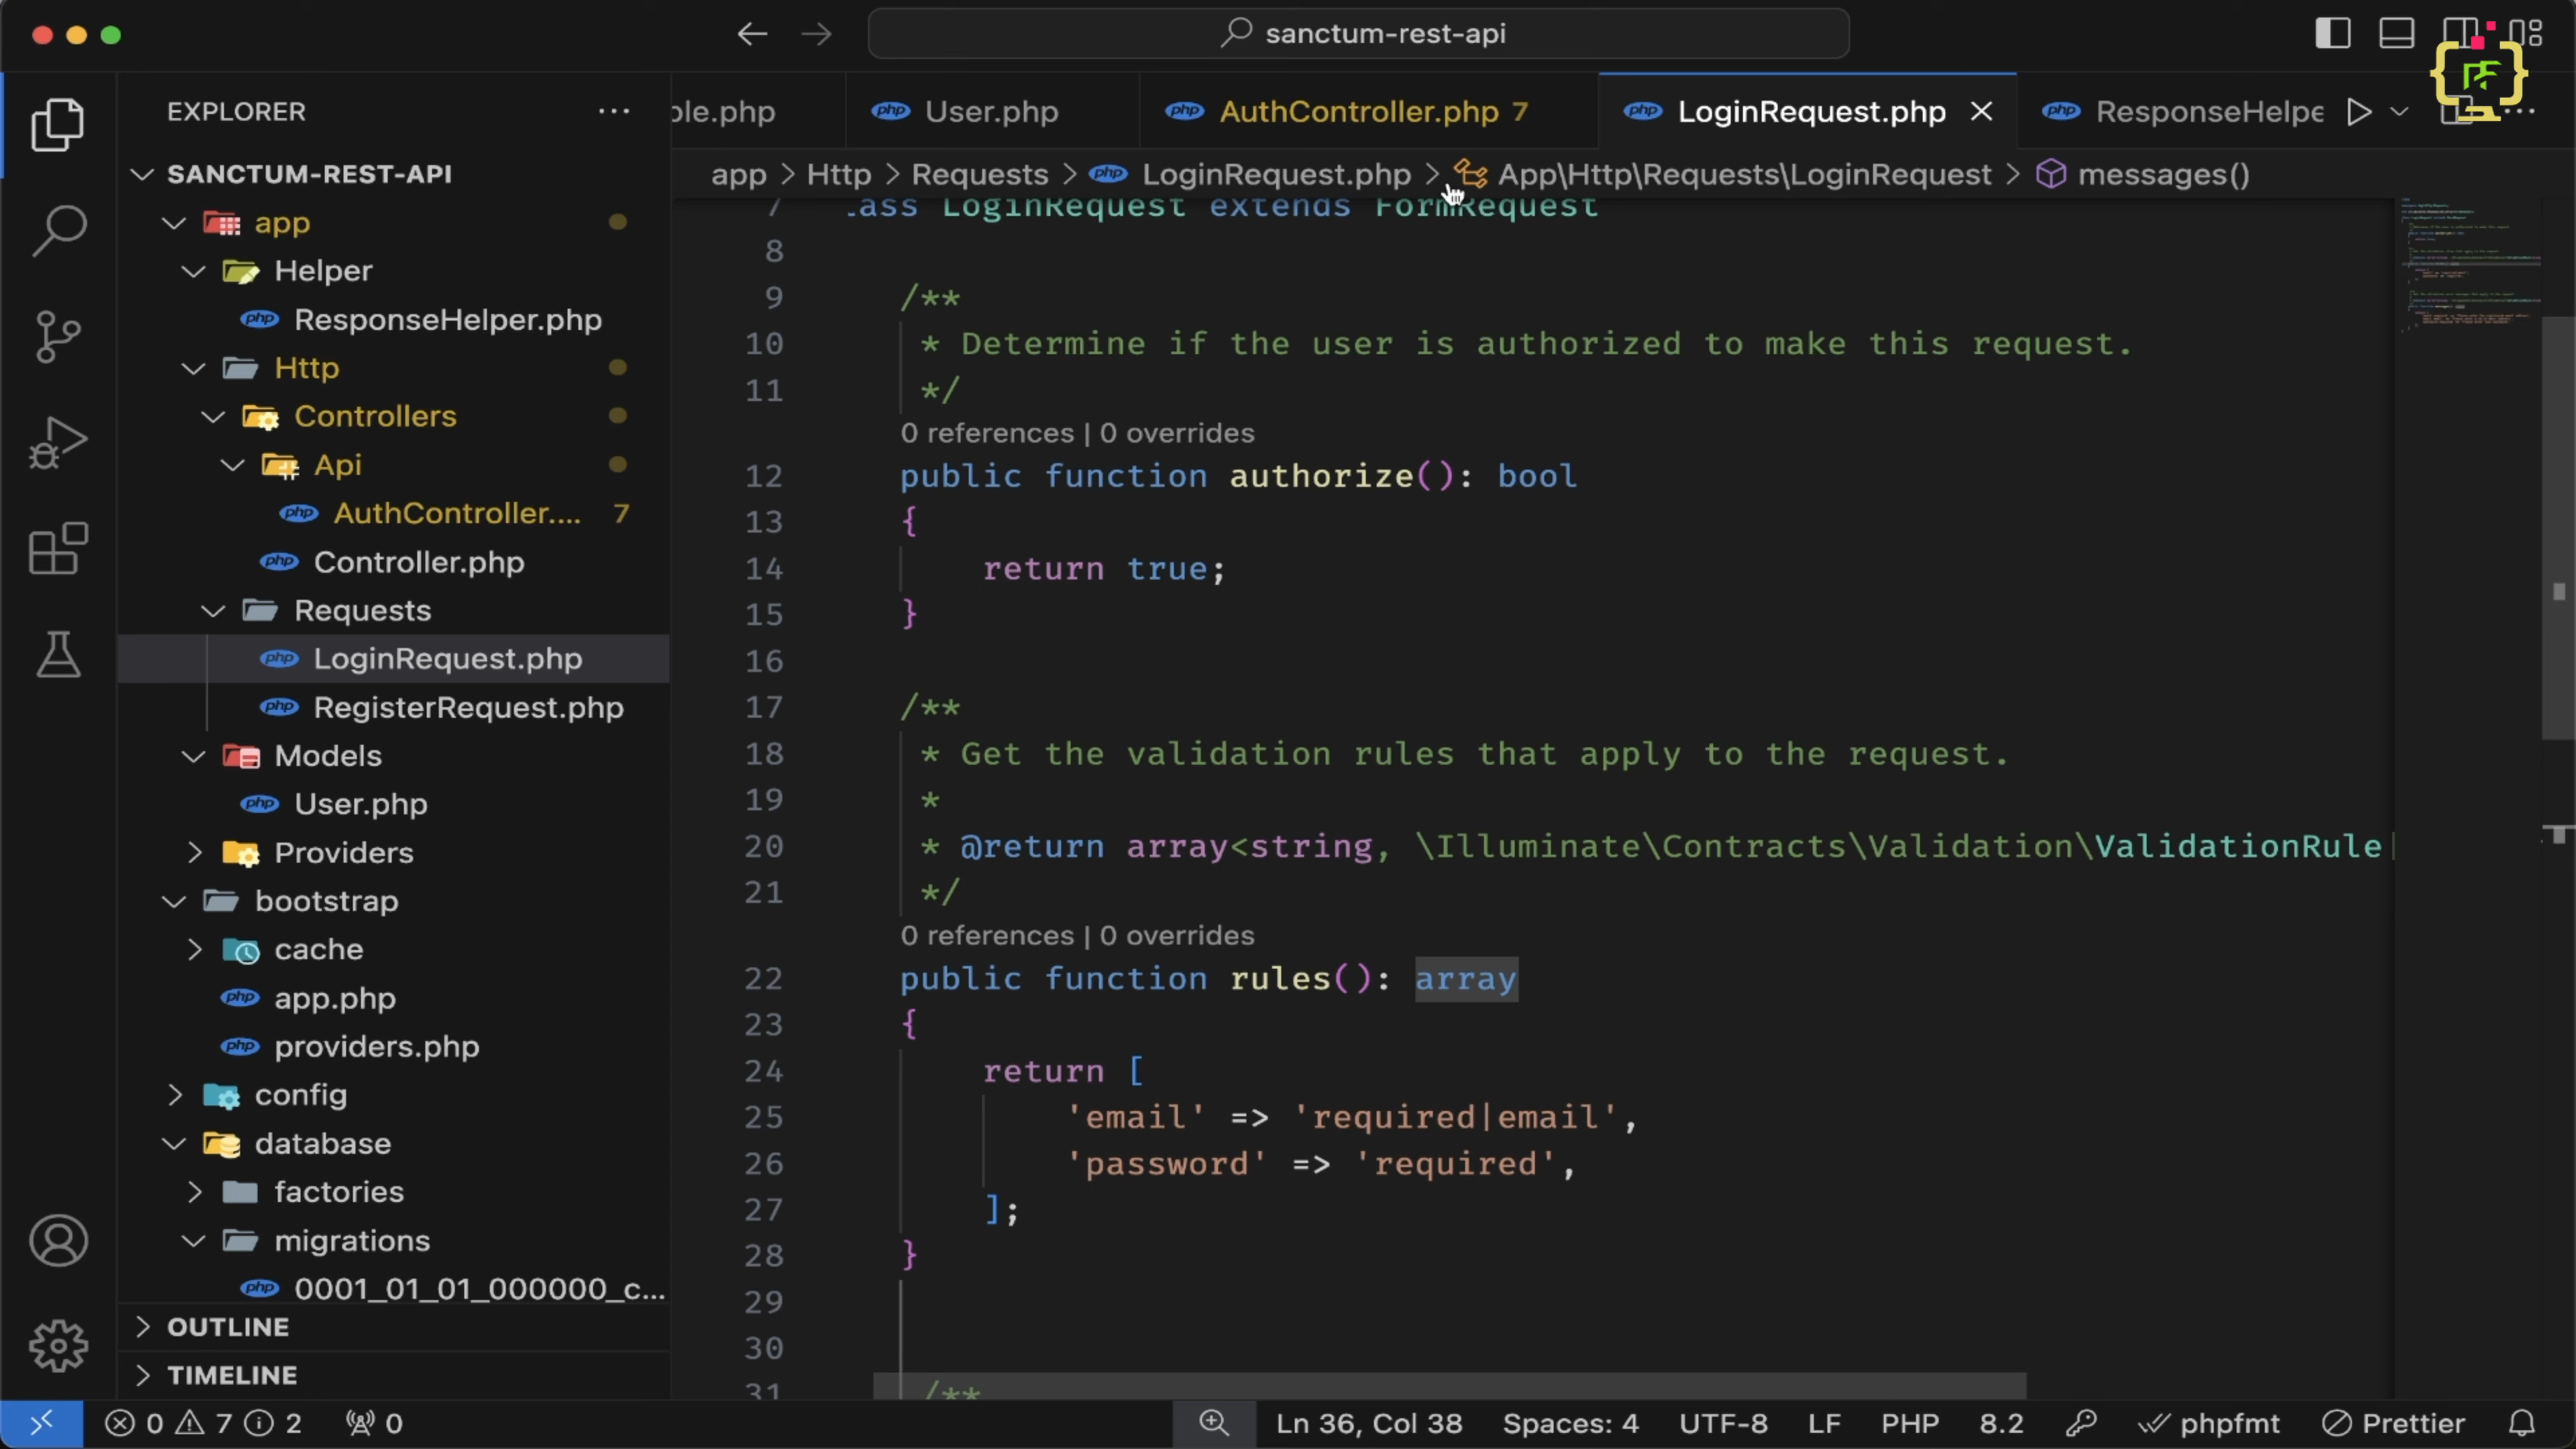 sanctum-rest-api
EXPLORER
ple.php
User.php
AuthController.php 7
LoginRequest.php
ResponseHelpe
SANCTUM-REST-API
app
Helper
ResponseHelper.php
Http
Controllers
Api
AuthController.... 7
Controller.php
Requests
LoginRequest.php
RegisterRequest.php
Models
User.php
Providers
bootstrap
cache
app.php
providers.php
config
database
factories
migrations
0001_01_01_000000_c...
OUTLINE
TIMELINE
app > Http > Requests > LoginRequest.php > App\Http\Requests\LoginRequest > messages()
7 lass LoginRequest extends FormRequest
8
9 /**
10 * Determine if the user is authorized to make this request.
11 */
0 references | 0 overrides
12 public function authorize(): bool
13 {
14 return true;
15 }
16
17 /**
18 * Get the validation rules that apply to the request.
19 *
20 * @return array<string, \Illuminate\Contracts\Validation\ValidationRule|
21 */
0 references | 0 overrides
22 public function rules(): array
23 {
24 return [
25 'email' => 'required|email',
26 'password' => 'required',
27 ];
28 }
29
30
31 /**
0 7 2 0 Ln 36, Col 38 Spaces: 4 UTF-8 LF PHP 8.2 phpfmt Prettier